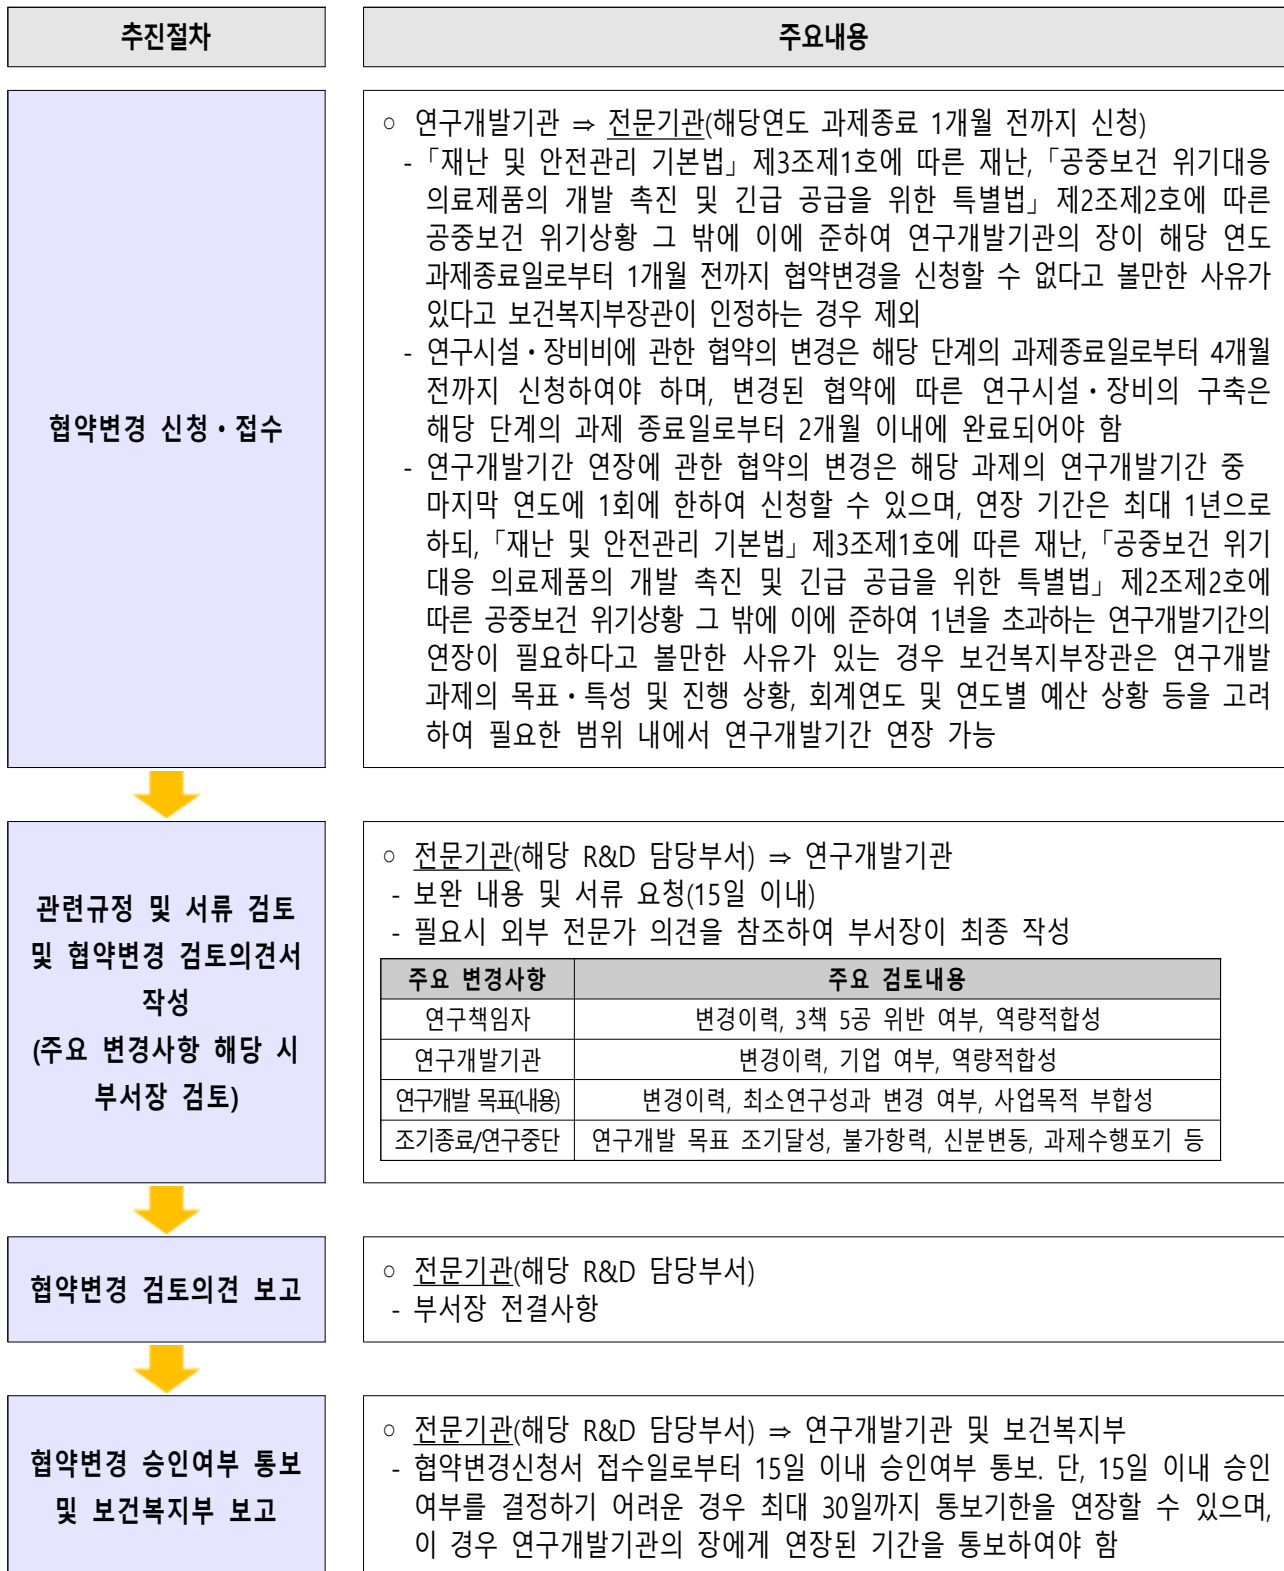 추진절차
주요내용
협약변경 신청・접수
○ 연구개발기관 ⇒ 전문기관(해당연도 과제종료 1개월 전까지 신청)
-「재난 및 안전관리 기본법」제3조제1호에 따른 재난,「공중보건 위기대응
의료제품의 개발 촉진 및 긴급 공급을 위한 특별법」제2조제2호에 따른
공중보건 위기상황 그 밖에 이에 준하여 연구개발기관의 장이 해당 연도
과제종료일로부터 1개월 전까지 협약변경을 신청할 수 없다고 볼만한 사유가
있다고 보건복지부장관이 인정하는 경우 제외
- 연구시설・장비비에 관한 협약의 변경은 해당 단계의 과제종료일로부터 4개월
전까지 신청하여야 하며, 변경된 협약에 따른 연구시설・장비의 구축은
해당 단계의 과제 종료일로부터 2개월 이내에 완료되어야 함
- 연구개발기간 연장에 관한 협약의 변경은 해당 과제의 연구개발기간 중
마지막 연도에 1회에 한하여 신청할 수 있으며, 연장 기간은 최대 1년으로
하되,「재난 및 안전관리 기본법」제3조제1호에 따른 재난,「공중보건 위기
대응 의료제품의 개발 촉진 및 긴급 공급을 위한 특별법」제2조제2호에
따른 공중보건 위기상황 그 밖에 이에 준하여 1년을 초과하는 연구개발기간의
연장이 필요하다고 볼만한 사유가 있는 경우 보건복지부장관은 연구개발
과제의 목표・특성 및 진행 상황, 회계연도 및 연도별 예산 상황 등을 고려
하여 필요한 범위 내에서 연구개발기간 연장 가능
관련규정 및 서류 검토
및 협약변경 검토의견서
작성
(주요 변경사항 해당 시
부서장 검토)
○ 전문기관(해당 R&D 담당부서) ⇒ 연구개발기관
- 보완 내용 및 서류 요청(15일 이내)
- 필요시 외부 전문가 의견을 참조하여 부서장이 최종 작성
주요 변경사항 주요 검토내용
연구책임자 변경이력, 3책 5공 위반 여부, 역량적합성
연구개발기관 변경이력, 기업 여부, 역량적합성
연구개발 목표(내용) 변경이력, 최소연구성과 변경 여부, 사업목적 부합성
조기종료/연구중단 연구개발 목표 조기달성, 불가항력, 신분변동, 과제수행포기 등
협약변경 검토의견 보고
○ 전문기관(해당 R&D 담당부서)
- 부서장 전결사항
협약변경 승인여부 통보
및 보건복지부 보고
○ 전문기관(해당 R&D 담당부서) ⇒ 연구개발기관 및 보건복지부
- 협약변경신청서 접수일로부터 15일 이내 승인여부 통보. 단, 15일 이내 승인
여부를 결정하기 어려운 경우 최대 30일까지 통보기한을 연장할 수 있으며,
이 경우 연구개발기관의 장에게 연장된 기간을 통보하여야 함